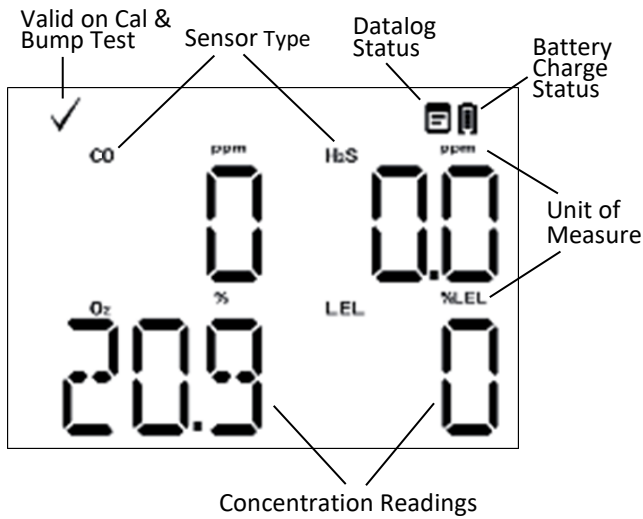 Valid on Cal &
Bump Test
Sensor Type
Datalog
Status
Battery
Charge
Status
CO
ppm
H₂S
ppm
0
0.0
Unit of
Measure
O₂
%
LEL
%LEL
20.9
0
Concentration Readings